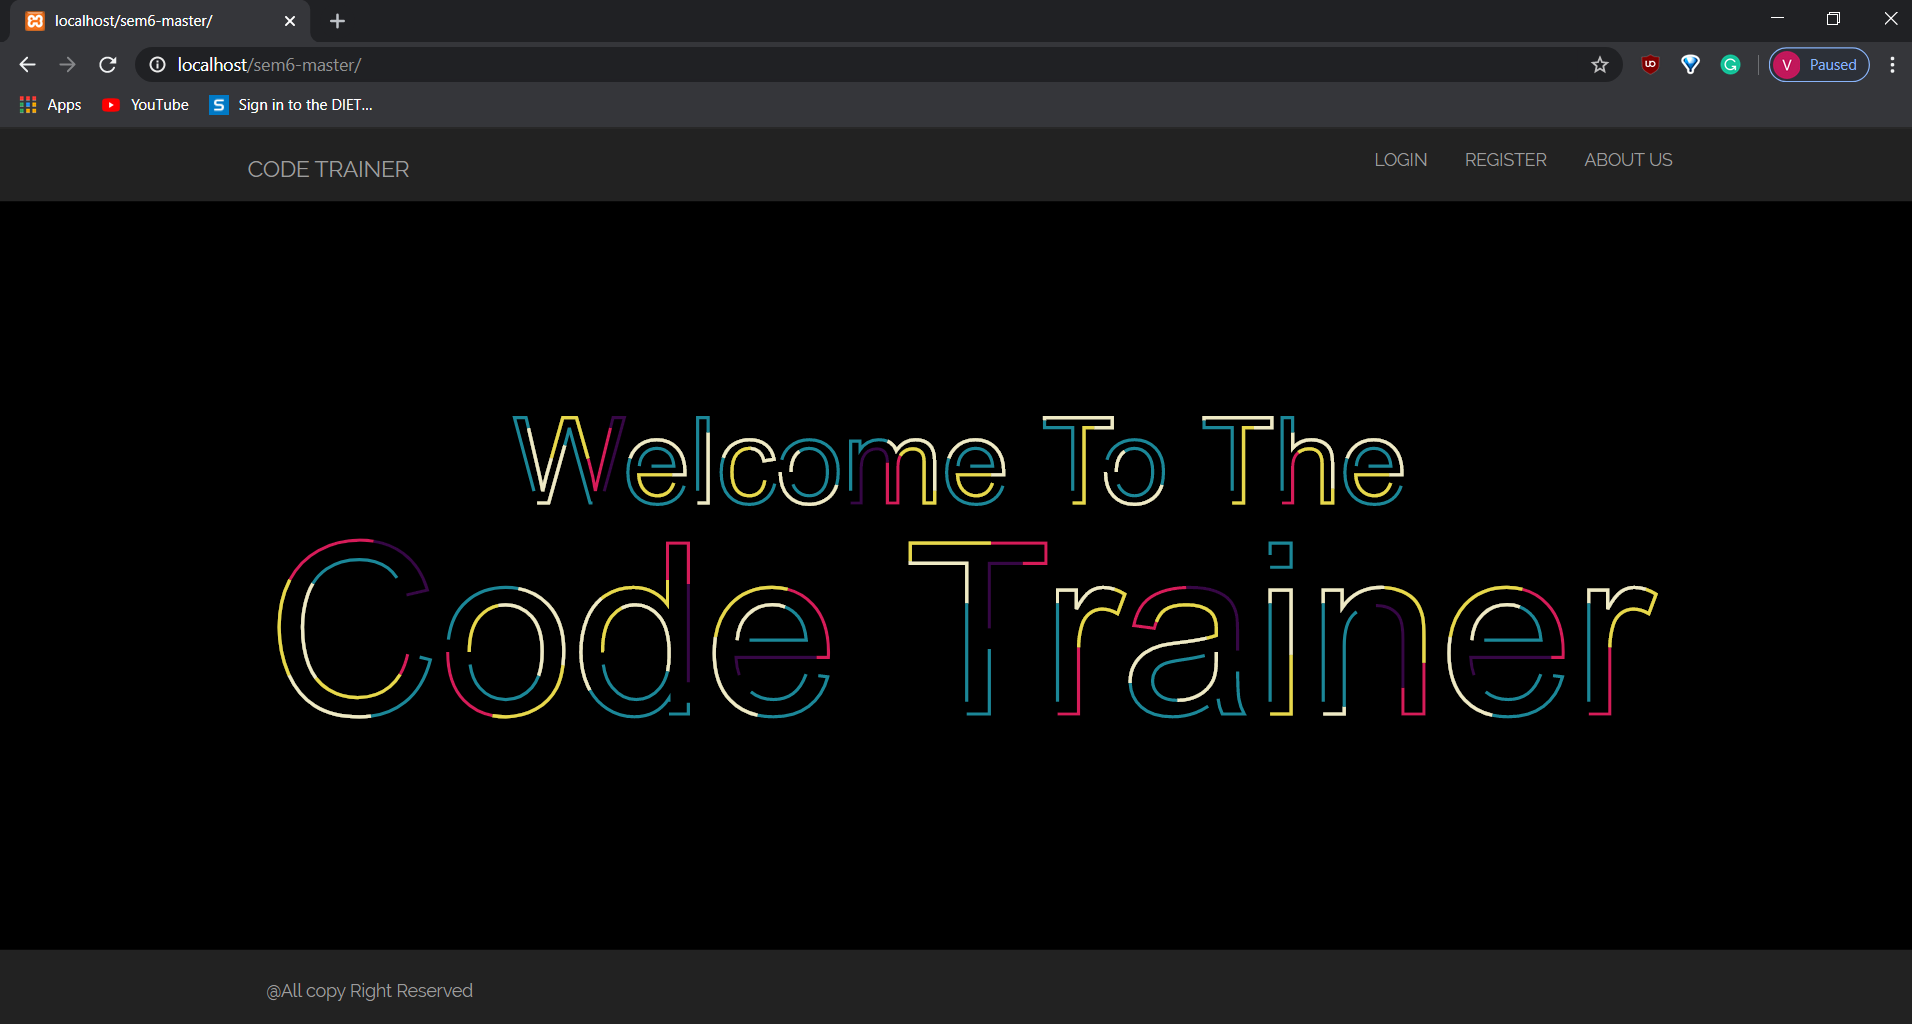 localhost/sem6-master/
localhost/sem6-master/
Paused
V
Apps
YouTube
S
Sign in to the DIET...
CODE TRAINER
LOGIN
REGISTER
ABOUT US
Welcome To The
Code Trainer
@All copy Right Reserved